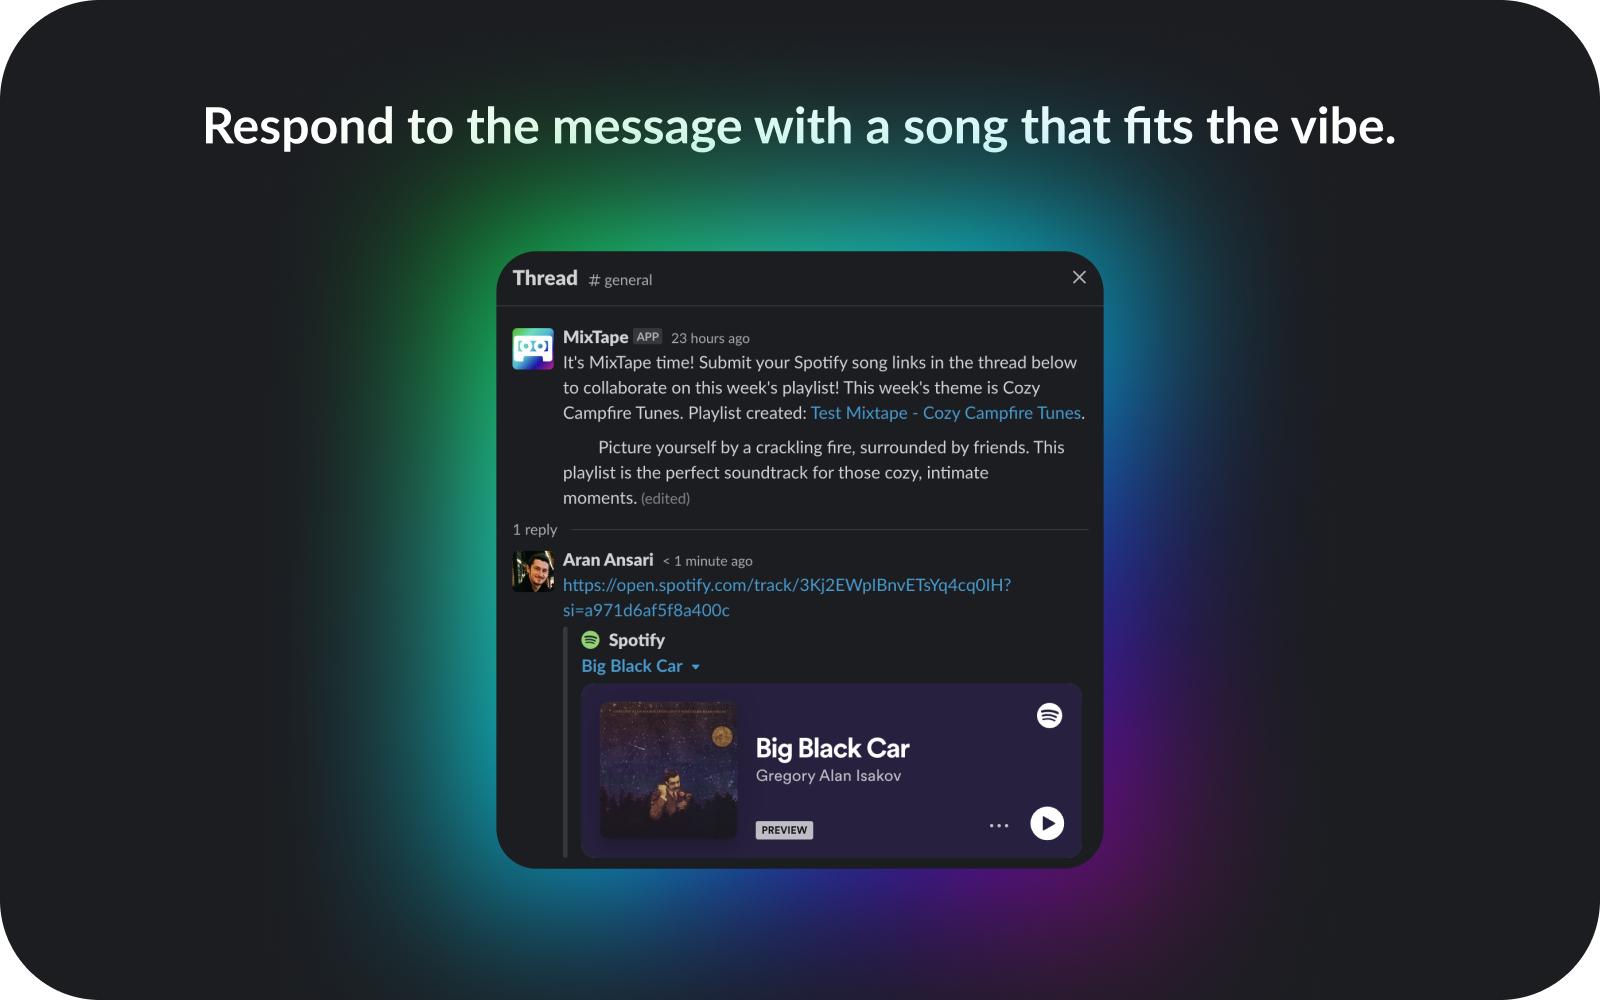 Respond to the message with a song that fits the vibe.
Thread # general
MixTape APP 23 hours ago
It's MixTape time! Submit your Spotify song links in the thread below
to collaborate on this week's playlist! This week's theme is Cozy
Campfire Tunes. Playlist created: Test Mixtape - Cozy Campfire Tunes.
Picture yourself by a crackling fire, surrounded by friends. This
playlist is the perfect soundtrack for those cozy, intimate
moments. (edited)
1 reply
Aran Ansari < 1 minute ago
https://open.spotify.com/track/3Kj2EWpIBnvETsYq4cq0IH?
si=a971d6af5f8a400c
Spotify
Big Black Car
Big Black Car
Gregory Alan Isakov
PREVIEW